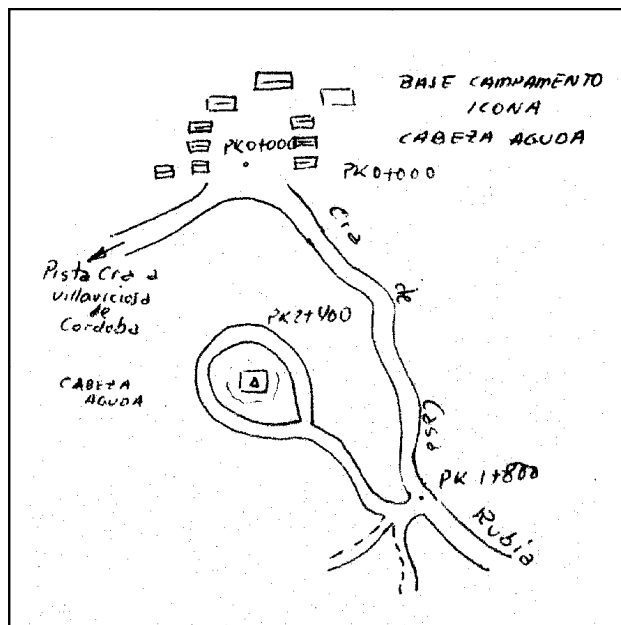 BASE CAMPAMENTO
ICONA
CABEZA AGUDA
PK0+000
PK0+000
Cra de Casa Rubia
Pista Cra a
Villaviciosa
de
Cordoba
PK2+400
CABEZA
AGUDA
PK 1+800